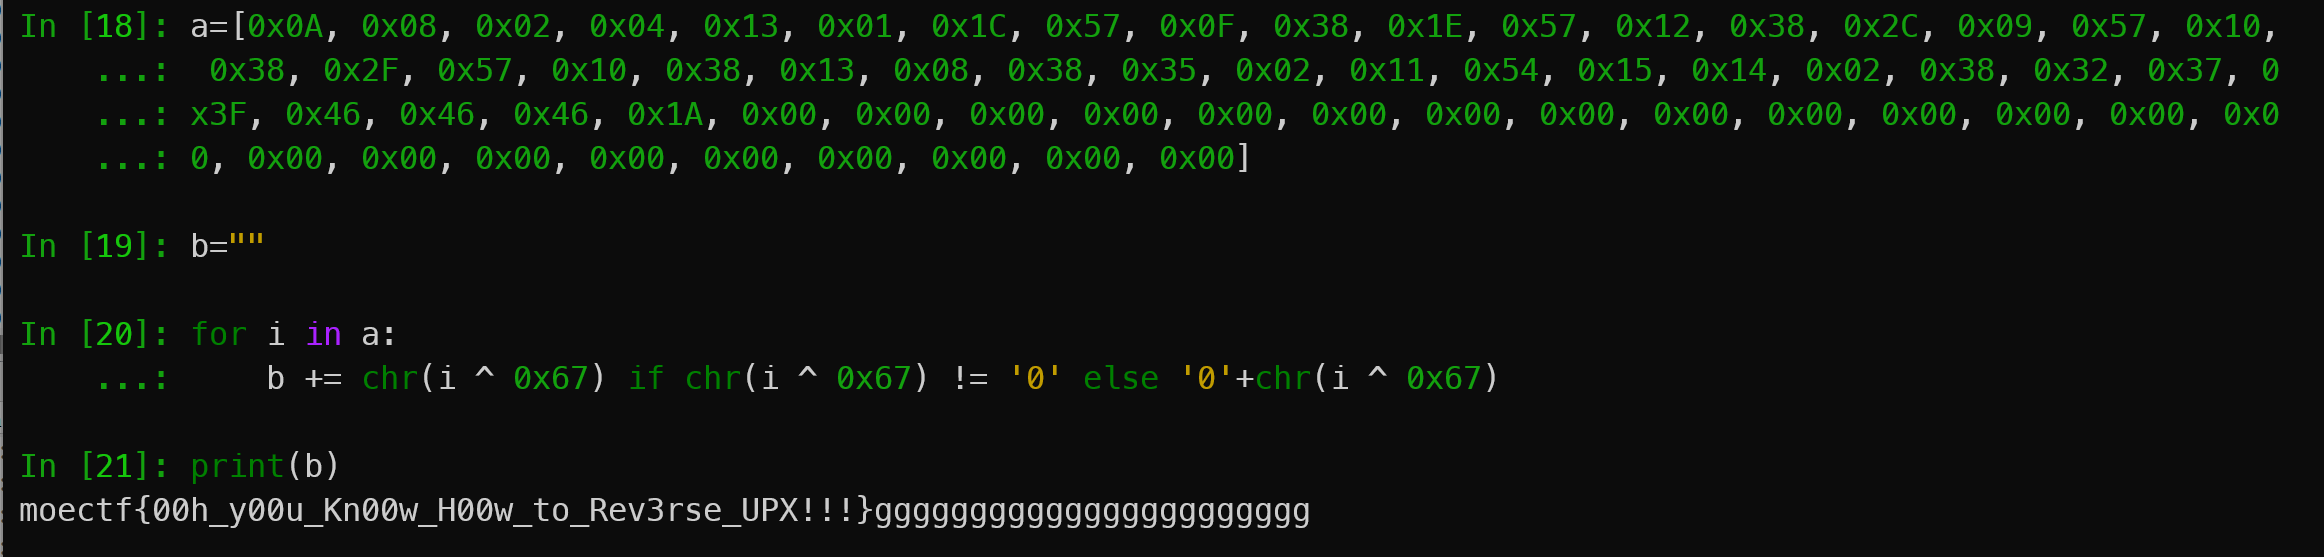 In [18]: a=[0x0A, 0x08, 0x02, 0x04, 0x13, 0x01, 0x1C, 0x57, 0x0F, 0x38, 0x1E, 0x57, 0x12, 0x38, 0x2C, 0x09, 0x57, 0x10,
    ...:  0x38, 0x2F, 0x57, 0x10, 0x38, 0x13, 0x08, 0x38, 0x35, 0x02, 0x11, 0x54, 0x15, 0x14, 0x02, 0x38, 0x32, 0x37, 0
    ...: x3F, 0x46, 0x46, 0x46, 0x1A, 0x00, 0x00, 0x00, 0x00, 0x00, 0x00, 0x00, 0x00, 0x00, 0x00, 0x00, 0x00, 0x00, 0x0
    ...: 0, 0x00, 0x00, 0x00, 0x00, 0x00, 0x00, 0x00, 0x00, 0x00]
In [19]: b=""
In [20]: for i in a:
    ...:     b += chr(i ^ 0x67) if chr(i ^ 0x67) != '0' else '0'+chr(i ^ 0x67)
In [21]: print(b)
moectf{00h_y00u_Kn00w_H00w_to_Rev3rse_UPX!!!}ggggggggggggggggggggggg